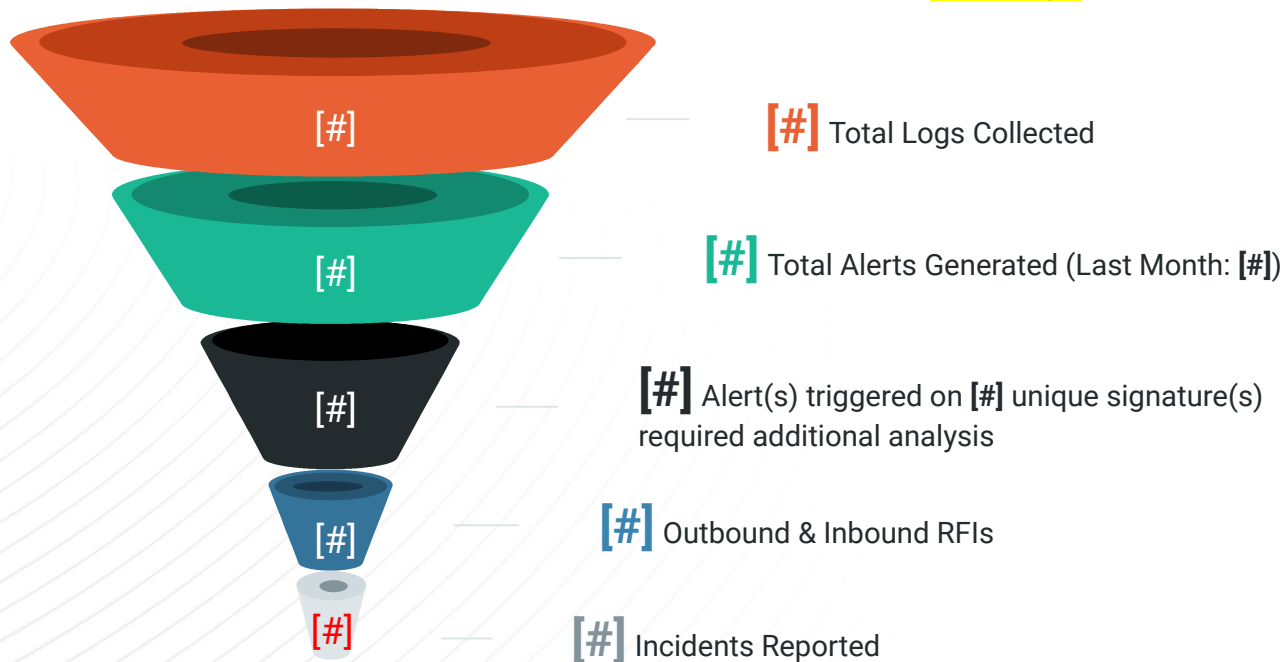 [#]
[#] Total Logs Collected
[#]
[#] Total Alerts Generated (Last Month: [#])
[#]
[#] Alert(s) triggered on [#] unique signature(s)
required additional analysis
[#]
[#] Outbound & Inbound RFIs
[#]
[#] Incidents Reported